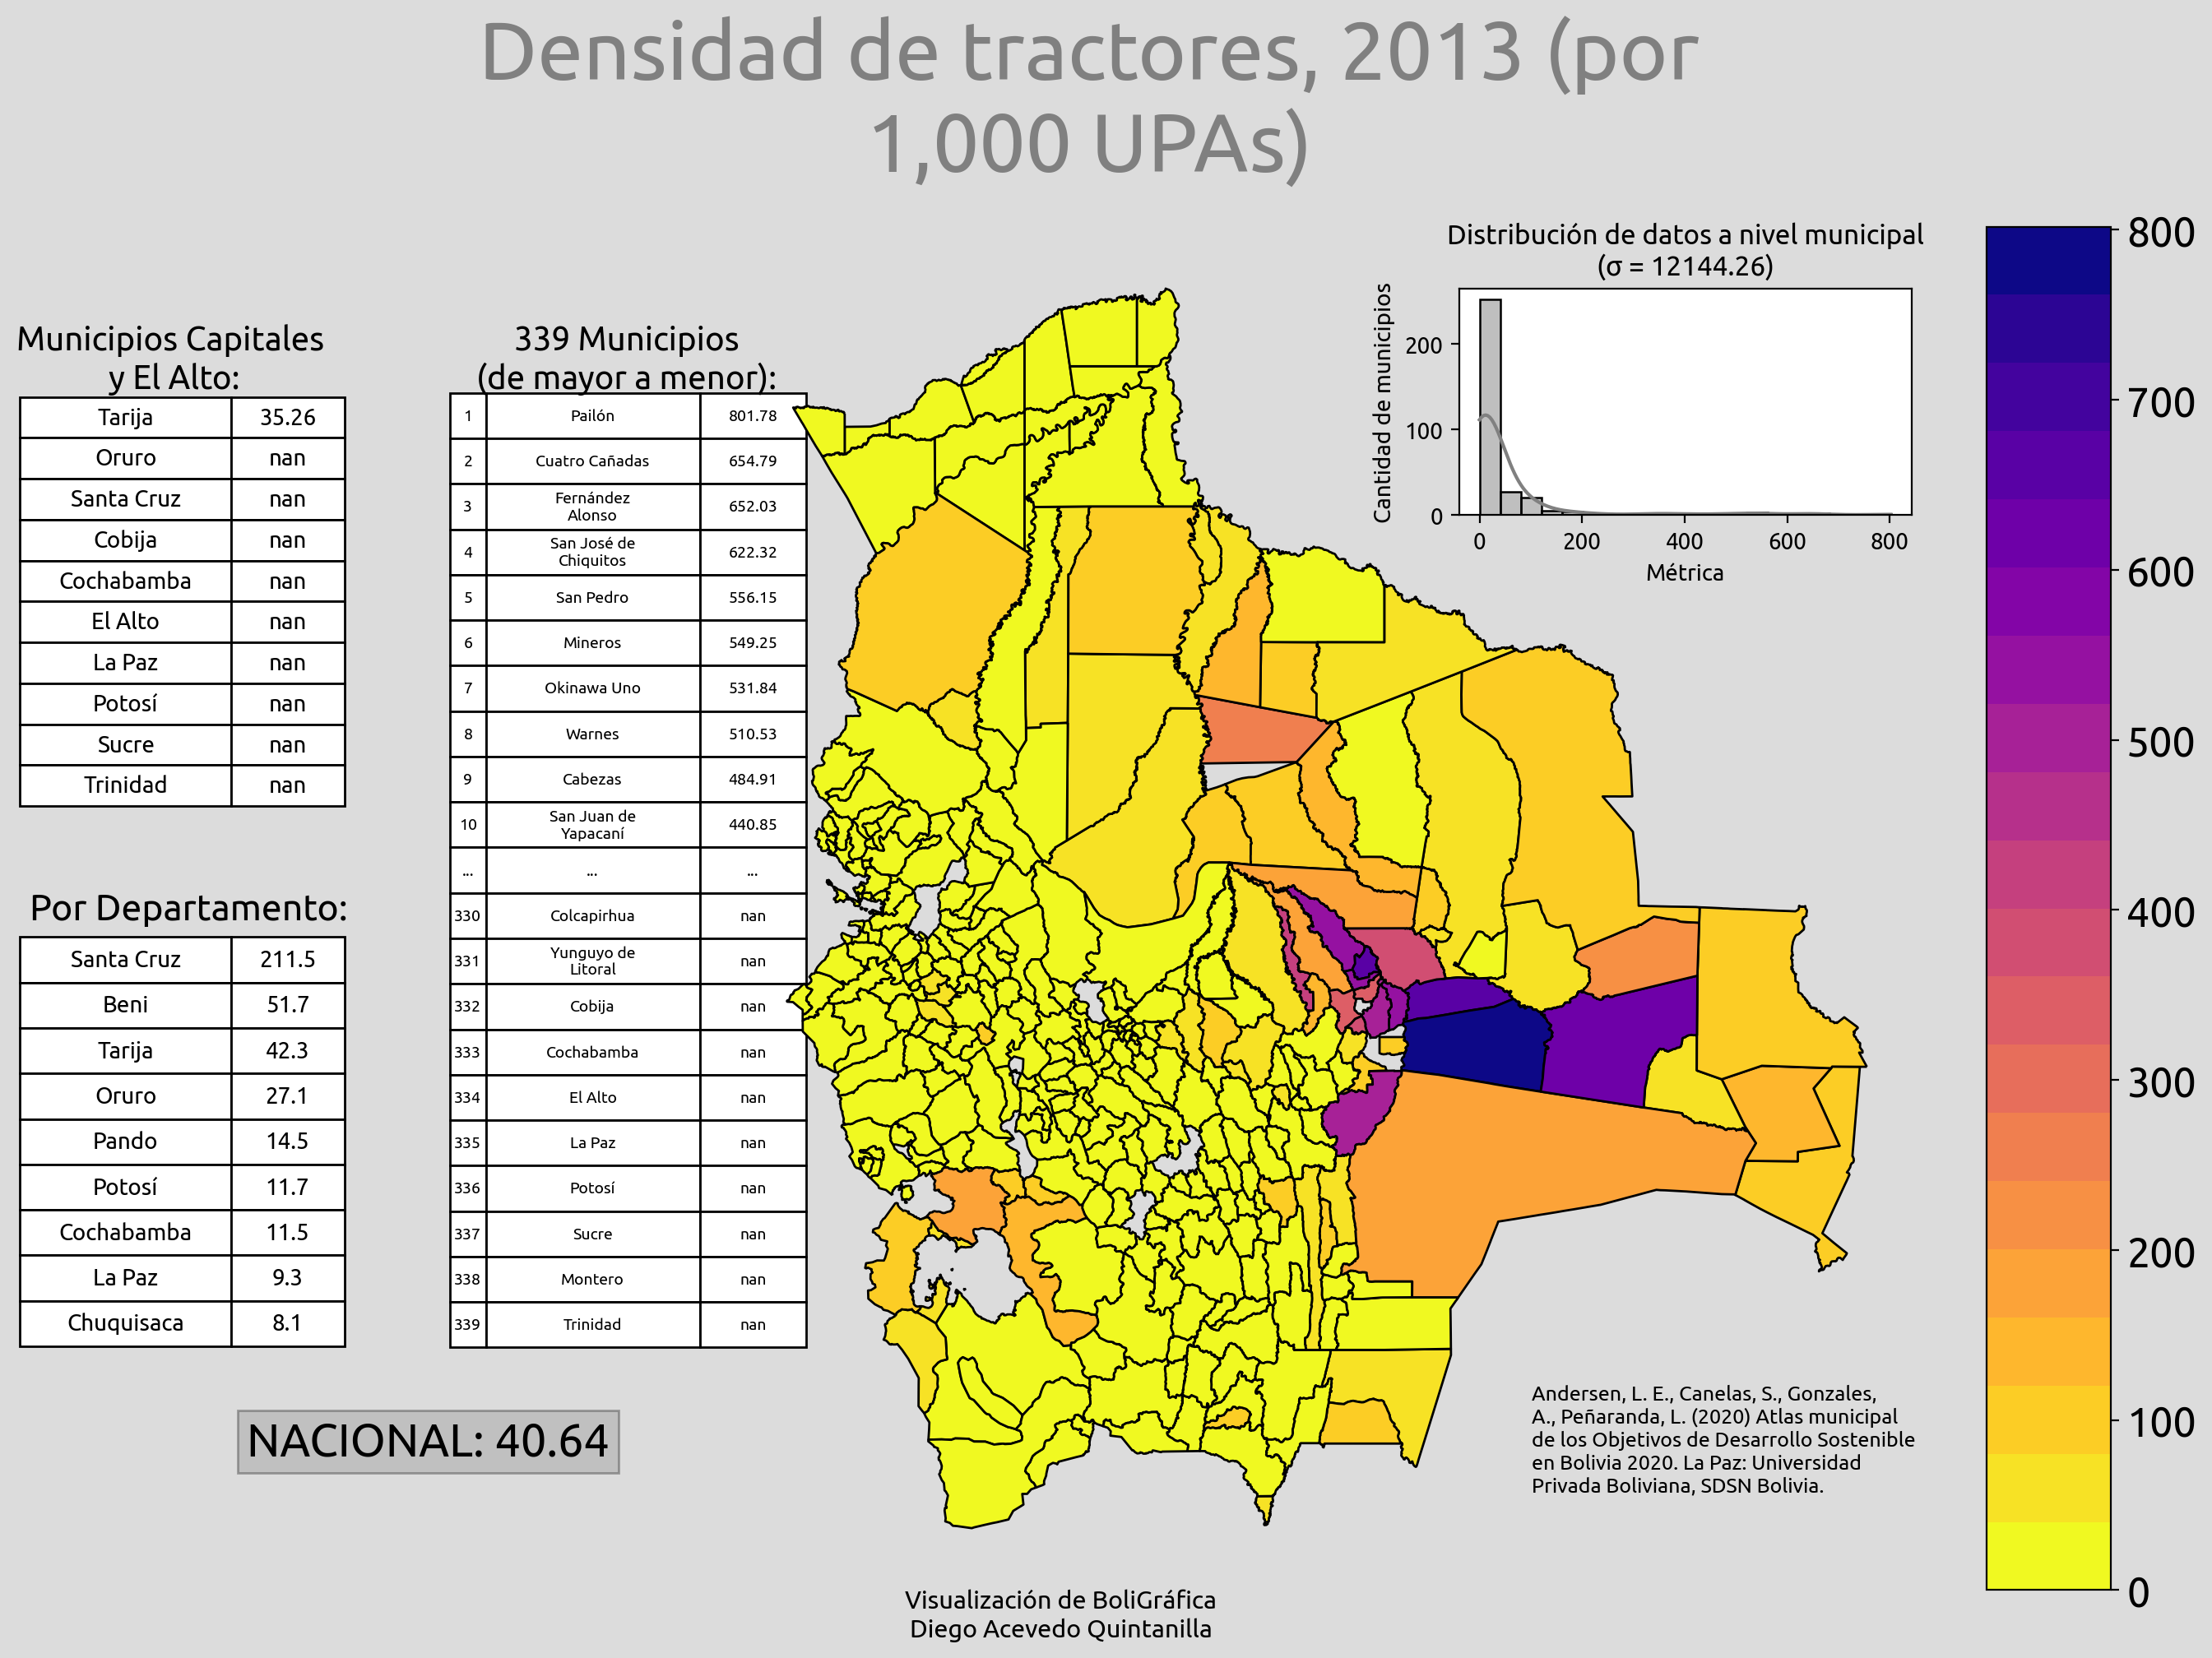 Densidad de tractores, 2013 (por
1,000 UPAs)
Municipios Capitales
y El Alto:
Tarija 35.26
Oruro nan
Santa Cruz nan
Cobija nan
Cochabamba nan
El Alto nan
La Paz nan
Potosí nan
Sucre nan
Trinidad nan
Por Departamento:
Santa Cruz 211.5
Beni 51.7
Tarija 42.3
Oruro 27.1
Pando 14.5
Potosí 11.7
Cochabamba 11.5
La Paz 9.3
Chuquisaca 8.1
NACIONAL: 40.64
339 Municipios
(de mayor a menor):
1 Pailón 801.78
2 Cuatro Cañadas 654.79
3 Fernández
Alonso 652.03
4 San José de
Chiquitos 622.32
5 San Pedro 556.15
6 Mineros 549.25
7 Okinawa Uno 531.84
8 Warnes 510.53
9 Cabezas 484.91
10 San Juan de
Yapacaní 440.85
... ... ...
330 Colcapirhua nan
331 Yunguyo de
Litoral nan
332 Cobija nan
333 Cochabamba nan
334 El Alto nan
335 La Paz nan
336 Potosí nan
337 Sucre nan
338 Montero nan
339 Trinidad nan
Distribución de datos a nivel municipal
(σ = 12144.26)
Cantidad de municipios
200
100
0
0 200 400 600 800
Métrica
800
700
600
500
400
300
200
100
0
Andersen, L. E., Canelas, S., Gonzales,
A., Peñaranda, L. (2020) Atlas municipal
de los Objetivos de Desarrollo Sostenible
en Bolivia 2020. La Paz: Universidad
Privada Boliviana, SDSN Bolivia.
Visualización de BoliGráfica
Diego Acevedo Quintanilla